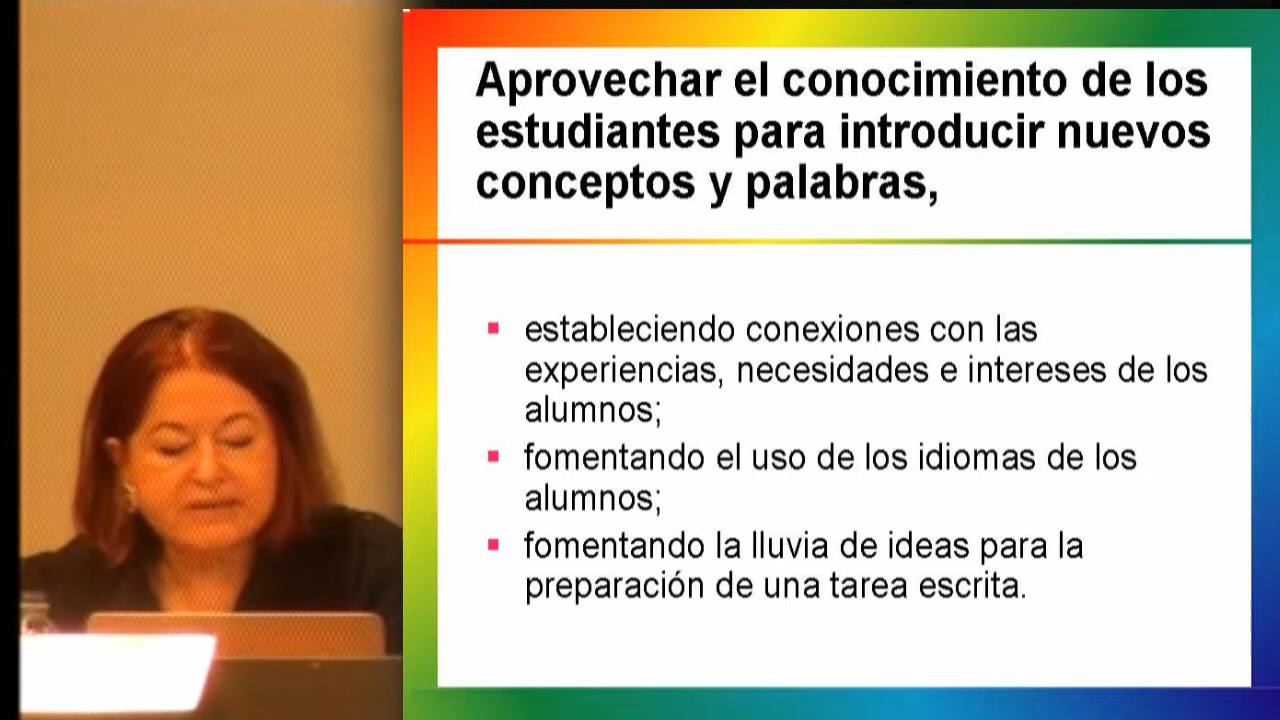 Aprovechar el conocimiento de los
estudiantes para introducir nuevos
conceptos y palabras,
estableciendo conexiones con las
experiencias, necesidades e intereses de los
alumnos;
fomentando el uso de los idiomas de los
alumnos;
fomentando la lluvia de ideas para la
preparación de una tarea escrita.